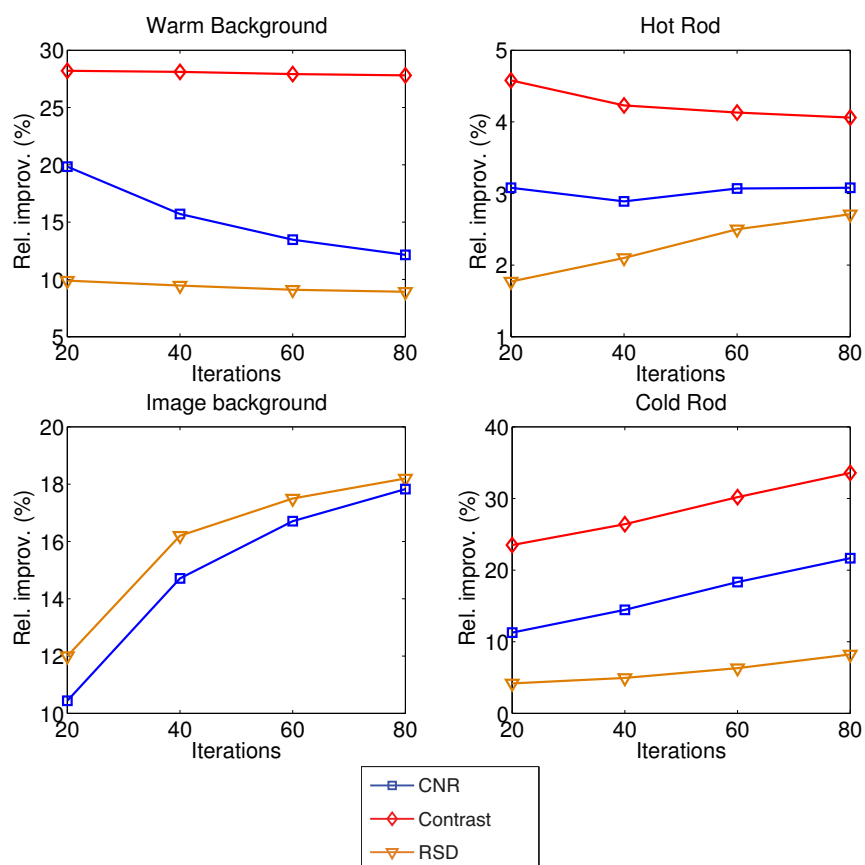 Warm Background
30
25
20
15
10
5
Rel. improv. (%)
20 40 60 80
Iterations
Hot Rod
5
4
3
2
1
Rel. improv. (%)
20 40 60 80
Iterations
Image background
20
18
16
14
12
10
Rel. improv. (%)
20 40 60 80
Iterations
Cold Rod
40
30
20
10
0
Rel. improv. (%)
20 40 60 80
Iterations
CNR
Contrast
RSD